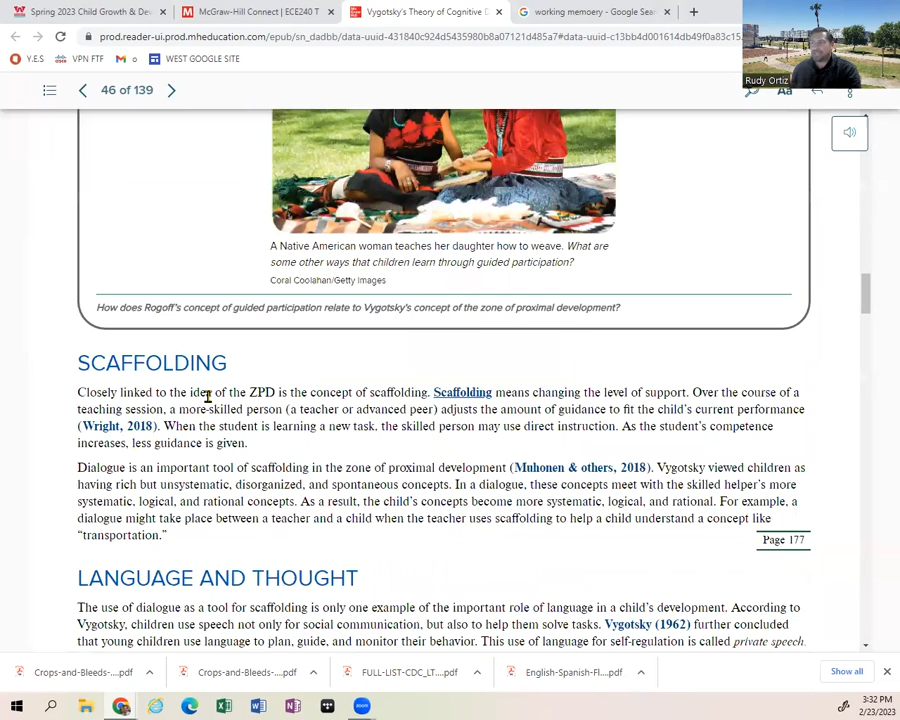 Spring 2023 Child Growth & De
McGraw-Hill Connect | ECE240 T
Vygotsky's Theory of Cognitive D
working memoery - Google Sear
prod.reader-ui.prod.mheducation.com/epub/sn_dadbb/data-uuid-431840c924d5435980b8a07121d485a7#data-uuid-c13bb4d001614db49f0a83c15
Y.E.S
VPN FTF
o
WEST GOOGLE SITE
Rudy Ortiz
46 of 139
Aa
A Native American woman teaches her daughter how to weave. What are
some other ways that children learn through guided participation?
Coral Coolahan/Getty Images
How does Rogoff's concept of guided participation relate to Vygotsky's concept of the zone of proximal development?
SCAFFOLDING
Closely linked to the idea of the ZPD is the concept of scaffolding. Scaffolding means changing the level of support. Over the course of a
teaching session, a more-skilled person (a teacher or advanced peer) adjusts the amount of guidance to fit the child's current performance
(Wright, 2018). When the student is learning a new task, the skilled person may use direct instruction. As the student's competence
increases, less guidance is given.
Dialogue is an important tool of scaffolding in the zone of proximal development (Muhonen & others, 2018). Vygotsky viewed children as
having rich but unsystematic, disorganized, and spontaneous concepts. In a dialogue, these concepts meet with the skilled helper's more
systematic, logical, and rational concepts. As a result, the child's concepts become more systematic, logical, and rational. For example, a
dialogue might take place between a teacher and a child when the teacher uses scaffolding to help a child understand a concept like
“transportation.”
Page 177
LANGUAGE AND THOUGHT
The use of dialogue as a tool for scaffolding is only one example of the important role of language in a child's development. According to
Vygotsky, children use speech not only for social communication, but also to help them solve tasks. Vygotsky (1962) further concluded
that young children use language to plan, guide, and monitor their behavior. This use of language for self-regulation is called private speech.
Crops-and-Bleeds-....pdf
Crops-and-Bleeds-....pdf
FULL-LIST-CDC_LT....pdf
English-Spanish-Fl....pdf
Show all
3:32 PM
2/23/2023